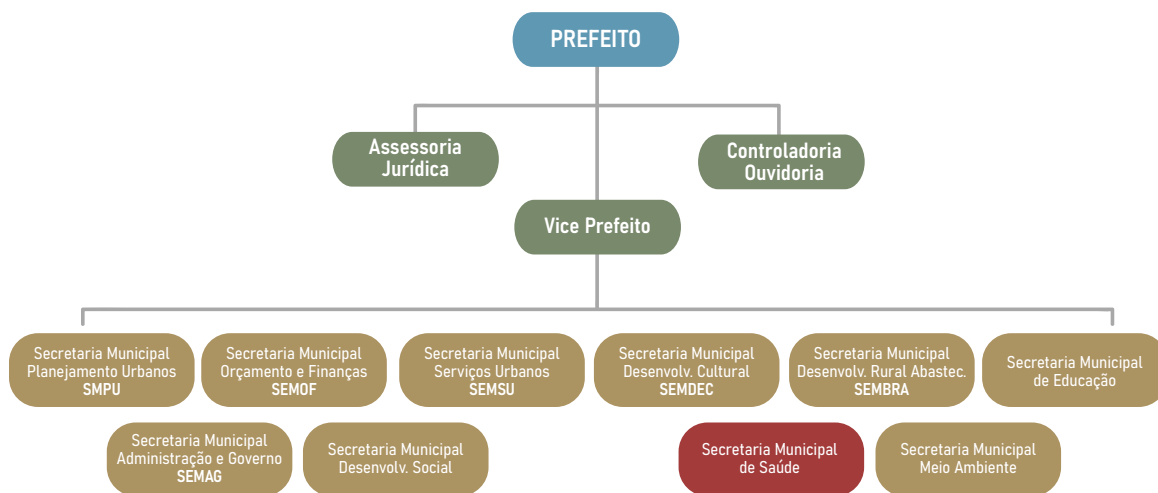 PREFEITO
Assessoria
Jurídica
Controladoria
Ouvidoria
Vice Prefeito
Secretaria Municipal
Planejamento Urbanos
SMPU
Secretaria Municipal
Orçamento e Finanças
SEMOF
Secretaria Municipal
Serviços Urbanos
SEMSU
Secretaria Municipal
Desenvolv. Cultural
SEMDEC
Secretaria Municipal
Desenvolv. Rural Abastec.
SEMBRA
Secretaria Municipal
de Educação
Secretaria Municipal
Administração e Governo
SEMAG
Secretaria Municipal
Desenvolv. Social
Secretaria Municipal
de Saúde
Secretaria Municipal
Meio Ambiente